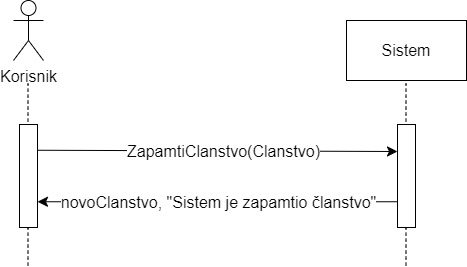 Korisnik
Sistem
ZapamtiClanstvo(Clanstvo)
novoClanstvo, "Sistem je zapamtio članstvo"